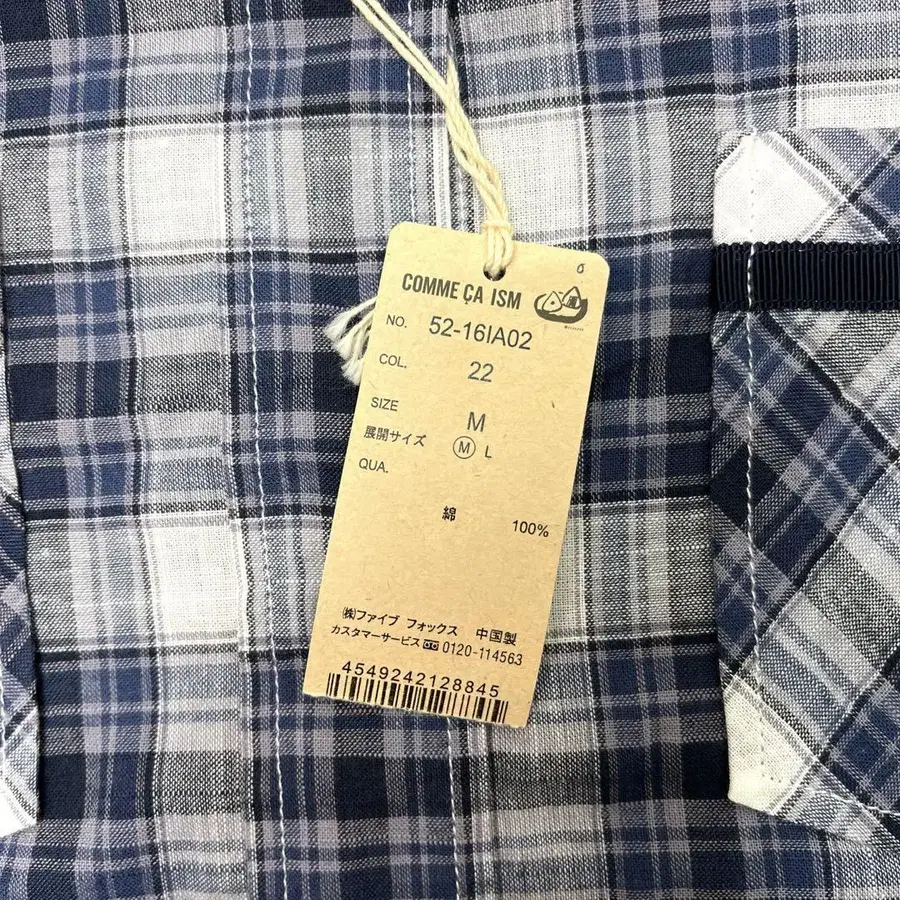 COMME ÇA ISM
NO. 52-16IA02
COL. 22
SIZE M
展開サイズ Ⓜ L
QUA.
綿 100%
㈱ファイブ フォックス 中国製
カスタマーサービス 0120-114563
4549242128845